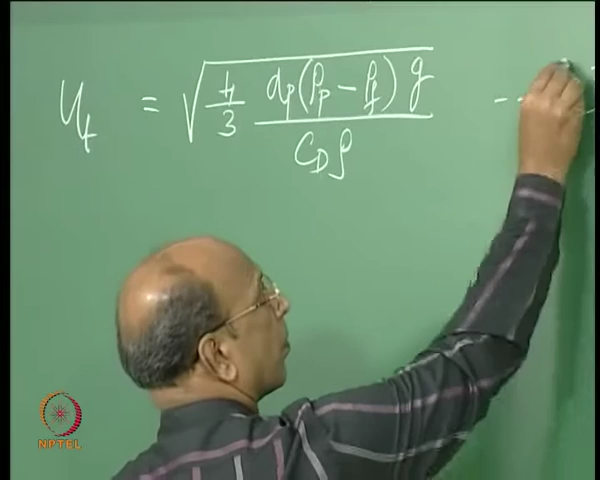 u_t = √(4/3 d_p(ρ_p − ρ_f)g / C_D ρ)
NPTEL